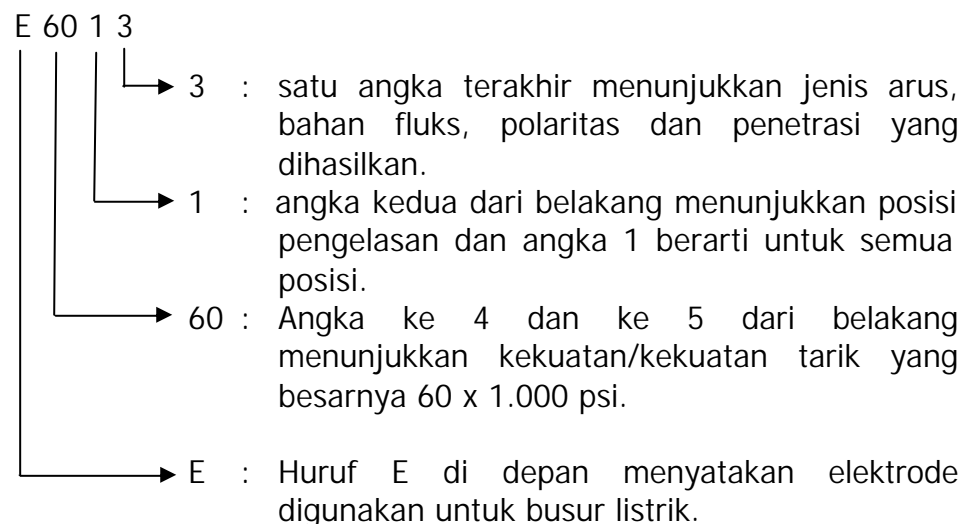 E 60 1 3
3 : satu angka terakhir menunjukkan jenis arus,
bahan fluks, polaritas dan penetrasi yang
dihasilkan.
1 : angka kedua dari belakang menunjukkan posisi
pengelasan dan angka 1 berarti untuk semua
posisi.
60 : Angka ke 4 dan ke 5 dari belakang
menunjukkan kekuatan/kekuatan tarik yang
besarnya 60 x 1.000 psi.
E : Huruf E di depan menyatakan elektrode
digunakan untuk busur listrik.